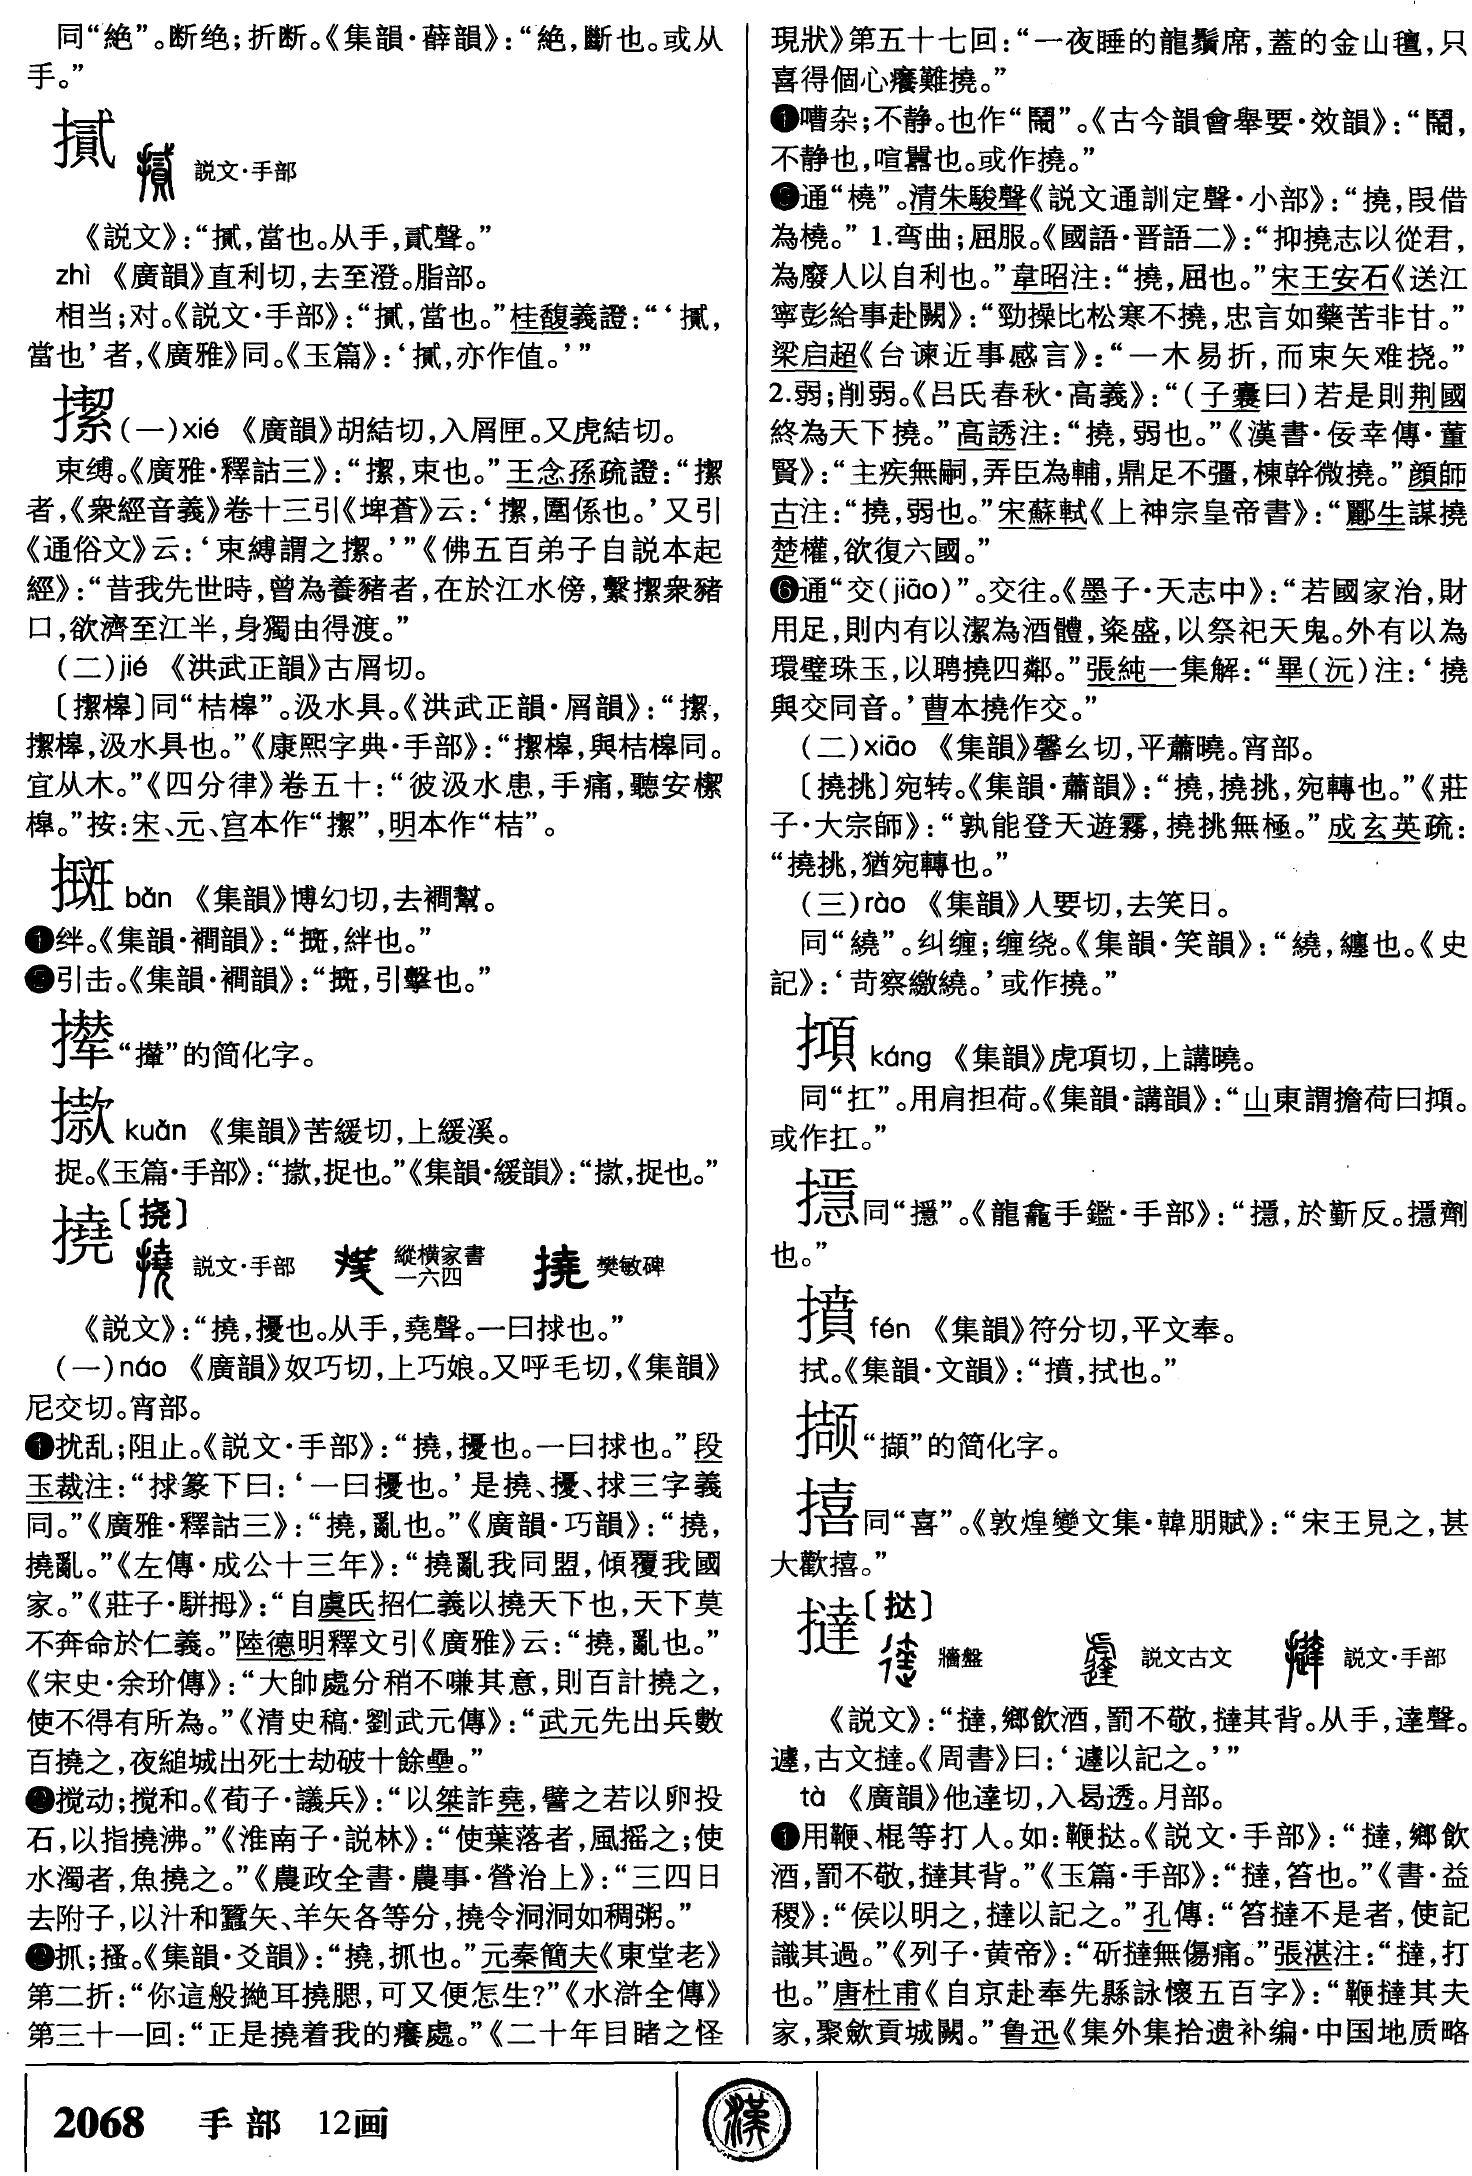 同“絶”。断绝；折断。《集韻·薛韻》：“絶，斷也。或从
手。”
摵 説文·手部
《説文》：“㨖，當也。从手，貳聲。”
zhì 《廣韻》直利切，去至澄。脂部。
相当；对。《説文·手部》：“㨖，當也。”桂馥義證：“‘㨖，
當也’者，《廣雅》同。《玉篇》：‘㨖，亦作值。’”
㩉(一)xié 《廣韻》胡結切，入屑匣。又虎結切。
束缚。《廣雅·釋詁三》：“㩉，束也。”王念孫疏證：“㩉
者，《衆經音義》卷十三引《埤蒼》云：‘㩉，圍係也。’又引
《通俗文》云：‘束縛謂之㩉。’”《佛五百弟子自説本起
經》：“昔我先世時，曾為養豬者，在於江水傍，繫㩉衆豬
口，欲濟至江半，身獨由得渡。”
(二)jié 《洪武正韻》古屑切。
〔㩉槔〕同“桔槔”。汲水具。《洪武正韻·屑韻》：“㩉，
㩉槔，汲水具也。”《康熙字典·手部》：“㩉槔，與桔槔同。
宜从木。”《四分律》卷五十：“彼汲水患，手痛，聽安㯰
槔。”按：宋、元、宫本作“㩉”，明本作“桔”。
bǎn 《集韻》博幻切，去襉幫。
❶绊。《集韻·襉韻》：“，絆也。”
❷引击。《集韻·襉韻》：“，引擊也。”
撵“攆”的简化字。
㯘 kuǎn 《集韻》苦緩切，上緩溪。
捉。《玉篇·手部》：“㨭，捉也。”《集韻·緩韻》：“㨭，捉也。”
撓〔挠〕
説文·手部 縱横家書一六四 樊敏碑
《説文》：“撓，擾也。从手，堯聲。一曰捄也。”
(一)náo 《廣韻》奴巧切，上巧娘。又呼毛切，《集韻》
尼交切。宵部。
❶扰乱；阻止。《説文·手部》：“撓，擾也。一曰捄也。”段
玉裁注：“捄篆下曰：‘一曰擾也。’是撓、擾、捄三字義
同。”《廣雅·釋詁三》：“撓，亂也。”《廣韻·巧韻》：“撓，
撓亂。”《左傳·成公十三年》：“撓亂我同盟，傾覆我國
家。”《莊子·駢拇》：“自虞氏招仁義以撓天下也，天下莫
不奔命於仁義。”陸德明釋文引《廣雅》云：“撓，亂也。”
《宋史·余玠傳》：“大帥處分稍不嗛其意，則百計撓之，
使不得有所為。”《清史稿·劉武元傳》：“武元先出兵數
百撓之，夜縋城出死士劫破十餘壘。”
❷搅动；搅和。《荀子·議兵》：“以桀詐堯，譬之若以卵投
石，以指撓沸。”《淮南子·説林》：“使葉落者，風摇之；使
水濁者，魚撓之。”《農政全書·農事·營治上》：“三四日
去附子，以汁和蠶矢、羊矢各等分，撓令洞洞如稠粥。”
抓；搔。《集韻·爻韻》：“撓，抓也。”元秦簡夫《東堂老》
第二折：“你這般抛耳撓腮，可又便怎生？”《水滸全傳》
第三十一回：“正是撓着我的癢處。”《二十年目睹之怪
現狀》第五十七回：“一夜睡的龍鬚席，蓋的金山氊，只
喜得個心癢難撓。”
嘈杂；不静。也作“鬧”。《古今韻會舉要·效韻》：“鬧，
不静也，喧囂也。或作撓。”
❺通“橈”。清朱駿聲《説文通訓定聲·小部》：“撓，叚借
為橈。”1.弯曲；屈服。《國語·晋語二》：“抑撓志以從君，
為廢人以自利也。”韋昭注：“撓，屈也。”宋王安石《送江
寧彭給事赴闕》：“勁操比松寒不撓，忠言如藥苦非甘。”
梁启超《台谏近事感言》：“一木易折，而束矢难挠。”
2.弱；削弱。《吕氏春秋·高義》：“(子囊曰)若是則荆國
終為天下撓。”高誘注：“撓，弱也。”《漢書·佞幸傳·董
賢》：“主疾無嗣，弄臣為輔，鼎足不彊，棟幹微撓。”顔師
古注：“撓，弱也。”宋蘇軾《上神宗皇帝書》：“酈生謀撓
楚權，欲復六國。”
❻通“交(jiāo)”。交往。《墨子·天志中》：“若國家治，財
用足，則内有以潔為酒醴，粢盛，以祭祀天鬼。外有以為
環璧珠玉，以聘撓四鄰。”張純一集解：“畢(沅)注：‘撓
與交同音。’曹本撓作交。”
(二)xiāo 《集韻》馨幺切，平蕭曉。宵部。
〔撓挑〕宛转。《集韻·蕭韻》：“撓，撓挑，宛轉也。”《莊
子·大宗師》：“孰能登天遊霧，撓挑無極。”成玄英疏：
“撓挑，猶宛轉也。”
(三)rào 《集韻》人要切，去笑日。
同“繞”。纠缠；缠绕。《集韻·笑韻》：“繞，纏也。《史
記》：‘苛察繳繞。’或作撓。”
káng 《集韻》虎項切，上講曉。
同“扛”。用肩担荷。《集韻·講韻》：“山東謂擔荷曰。
或作扛。”
同“㩐”。《龍龕手鑑·手部》：“，於靳反。劑
也。”
㨹 fén 《集韻》符分切，平文奉。
拭。《集韻·文韻》：“，拭也。”
撷“擷”的简化字。
㩄同“喜”。《敦煌變文集·韓朋賦》：“宋王見之，甚
大歡㩄。”
撻〔挞〕
牆盤 説文古文 説文·手部
《説文》：“撻，鄉飲酒，罰不敬，撻其背。从手，達聲。
𨔶，古文撻。《周書》曰：‘𨔶以記之。’”
tà 《廣韻》他達切，入曷透。月部。
❶用鞭、棍等打人。如：鞭挞。《説文·手部》：“撻，鄉飲
酒，罰不敬，撻其背。”《玉篇·手部》：“撻，笞也。”《書·益
稷》：“侯以明之，撻以記之。”孔傳：“笞撻不是者，使記
識其過。”《列子·黄帝》：“斫撻無傷痛。”張湛注：“撻，打
也。”唐杜甫《自京赴奉先縣詠懷五百字》：“鞭撻其夫
家，聚歛貢城闕。”鲁迅《集外集拾遗补编·中国地质略
2068 手部 12画
漢